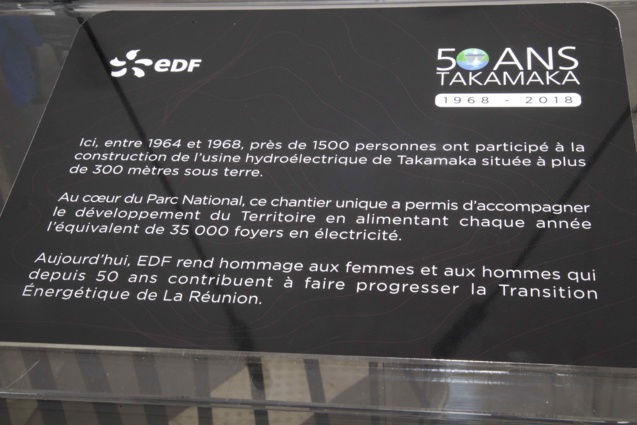 eDF
50 ANS
TAKAMAKA
1968 - 2018
Ici, entre 1964 et 1968, près de 1500 personnes ont participé à la
construction de l'usine hydroélectrique de Takamaka située à plus
de 300 mètres sous terre.
Au cœur du Parc National, ce chantier unique a permis d'accompagner
le développement du Territoire en alimentant chaque année
l'équivalent de 35 000 foyers en électricité.
Aujourd'hui, EDF rend hommage aux femmes et aux hommes qui
depuis 50 ans contribuent à faire progresser la Transition
Énergétique de La Réunion.